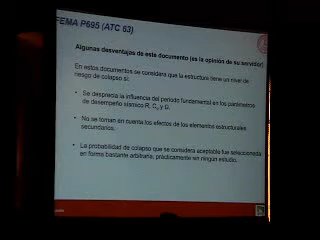 FEMA P695 (ATC 63)
Algunas desventajas de este documento (es la opinión de su servidor)
En estos documentos se considera que la estructura tiene un nivel de
riesgo de colapso si:
• Se desprecia la influencia del periodo fundamental en los parámetros
de desempeño sísmico R, Cd y Ω.
• No se toman en cuenta los efectos de los elementos estructurales
secundarios.
• La probabilidad de colapso que se considera aceptable fue seleccionada
en forma bastante arbitraria, prácticamente sin ningún estudio.